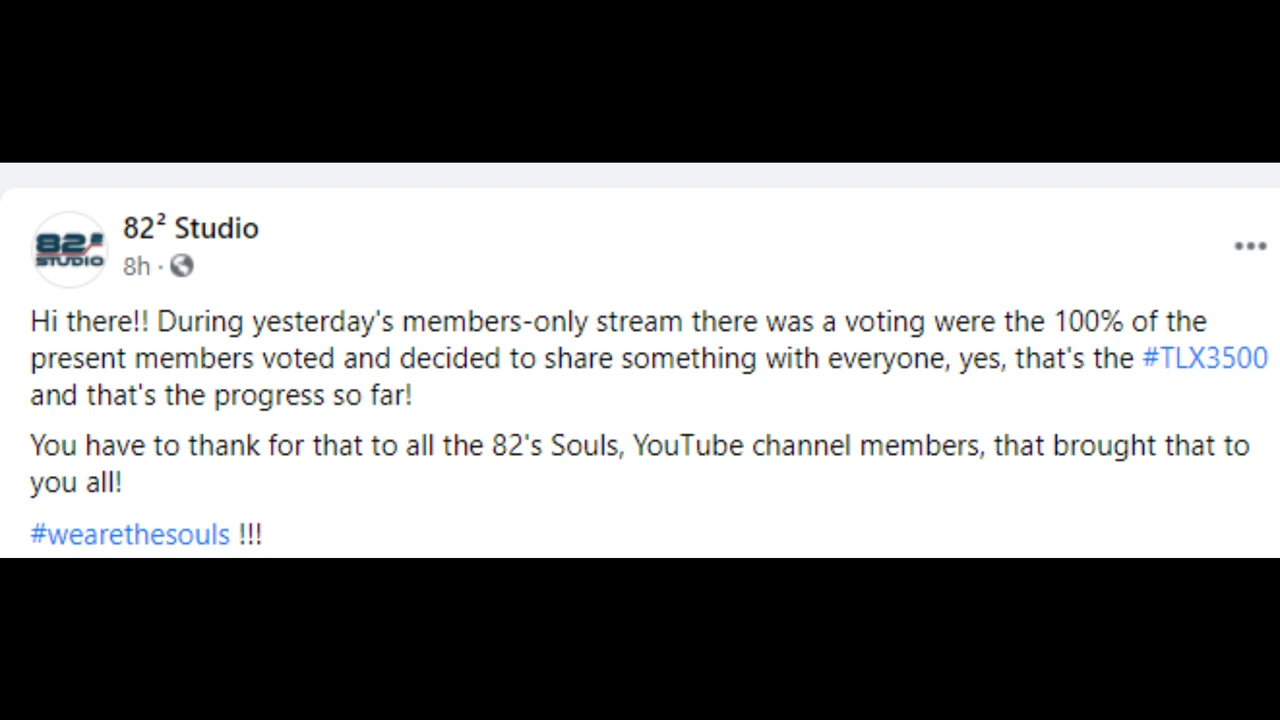 82² Studio
8h ·
82² STUDIO
Hi there!! During yesterday's members-only stream there was a voting were the 100% of the
present members voted and decided to share something with everyone, yes, that's the #TLX3500
and that's the progress so far!
You have to thank for that to all the 82's Souls, YouTube channel members, that brought that to
you all!
#wearethesouls !!!